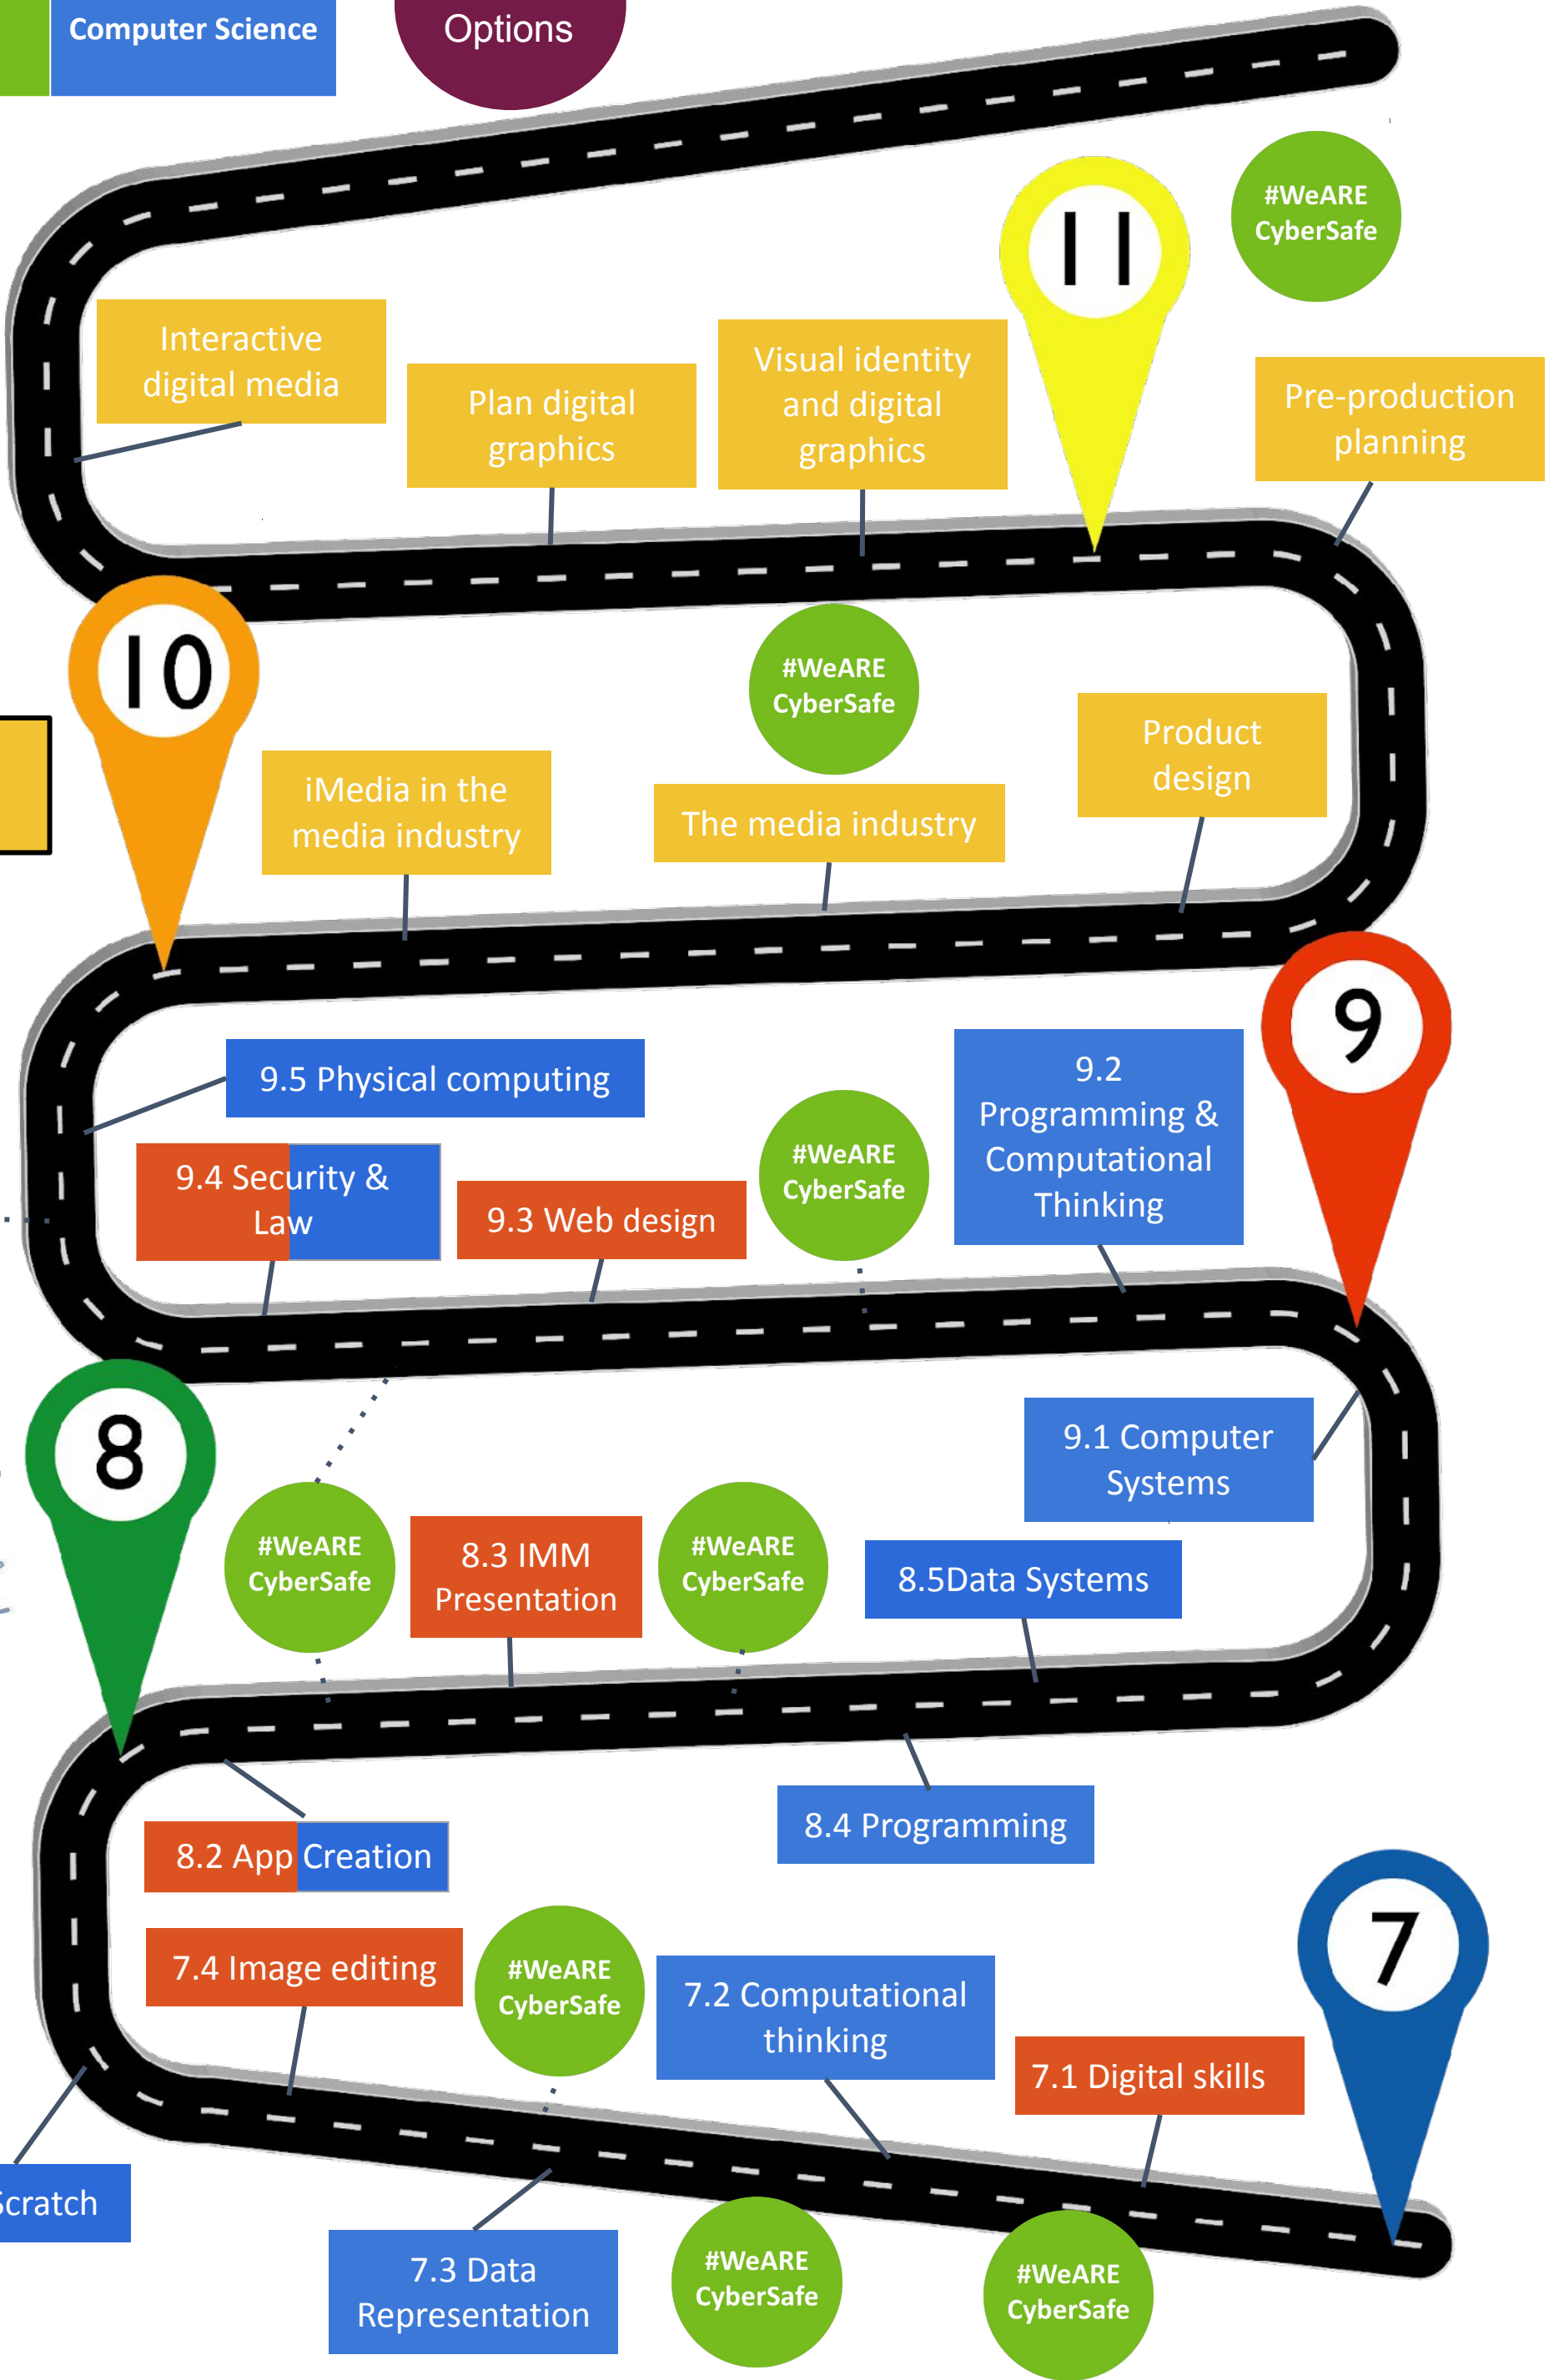 Computer Science
Options
#WeARE
CyberSafe
11
Interactive
digital media
Plan digital
graphics
Visual identity
and digital
graphics
Pre-production
planning
10
#WeARE
CyberSafe
iMedia in the
media industry
The media industry
Product
design
9
9.5 Physical computing
9.4 Security &
Law
9.3 Web design
#WeARE
CyberSafe
9.2
Programming &
Computational
Thinking
9.1 Computer
Systems
8
#WeARE
CyberSafe
8.3 IMM
Presentation
#WeARE
CyberSafe
8.5Data Systems
8.4 Programming
8.2 App Creation
7.4 Image editing
#WeARE
CyberSafe
7.2 Computational
thinking
7.1 Digital skills
7
Scratch
7.3 Data
Representation
#WeARE
CyberSafe
#WeARE
CyberSafe